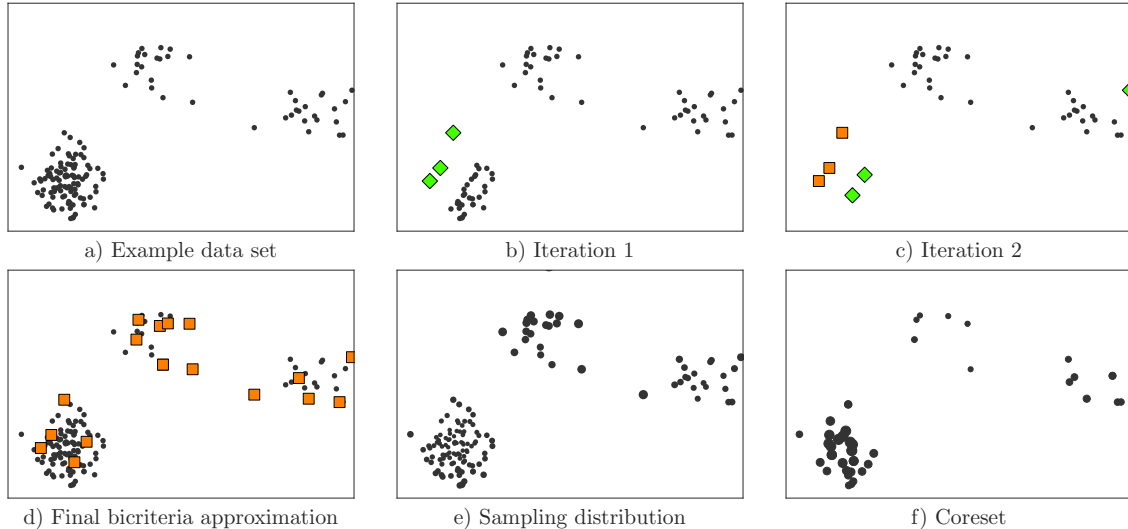 a) Example data set
b) Iteration 1
c) Iteration 2
d) Final bicriteria approximation
e) Sampling distribution
f) Coreset